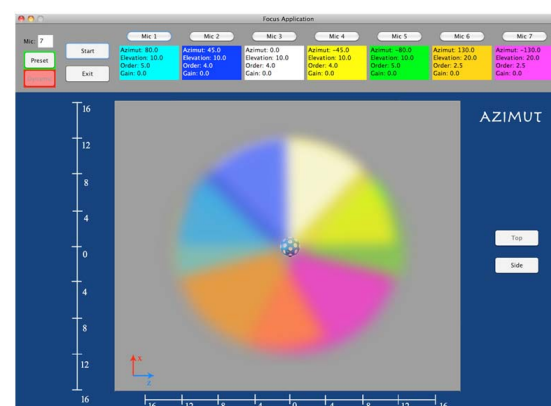 Focus Application
Mic: 7
Preset
Start
Exit
Mic 1
Azimut: 80.0
Elevation: 10.0
Order: 5.0
Gain: 0.0
Mic 2
Azimut: 45.0
Elevation: 10.0
Order: 4.0
Gain: 0.0
Mic 3
Azimut: 0.0
Elevation: 10.0
Order: 4.0
Gain: 0.0
Mic 4
Azimut: -45.0
Elevation: 10.0
Order: 4.0
Gain: 0.0
Mic 5
Azimut: -80.0
Elevation: 10.0
Order: 5.0
Gain: 0.0
Mic 6
Azimut: 130.0
Elevation: 20.0
Order: 2.5
Gain: 0.0
Mic 7
Azimut: -130.0
Elevation: 20.0
Order: 2.5
Gain: 0.0
AZIMUT
Top
Side
16
12
8
4
0
4
8
12
16
x
z
16 12 8 4 0 4 8 12 16